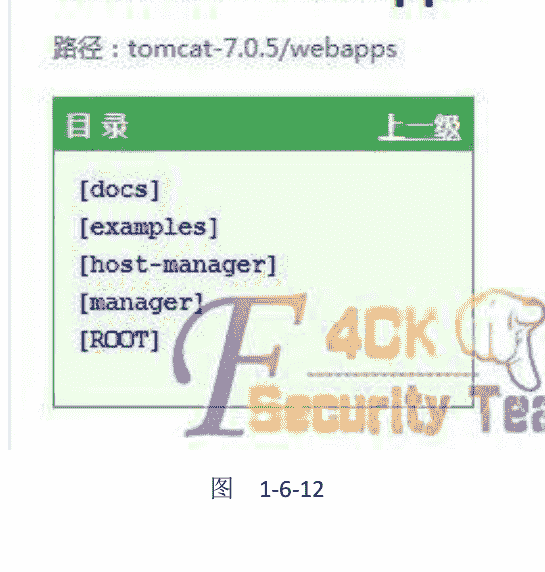 路径：tomcat-7.0.5/webapps
目 录 上一级
[docs]
[examples]
[host-manager]
[manager]
[ROOT]
F4CK
Security Tea
图 1-6-12